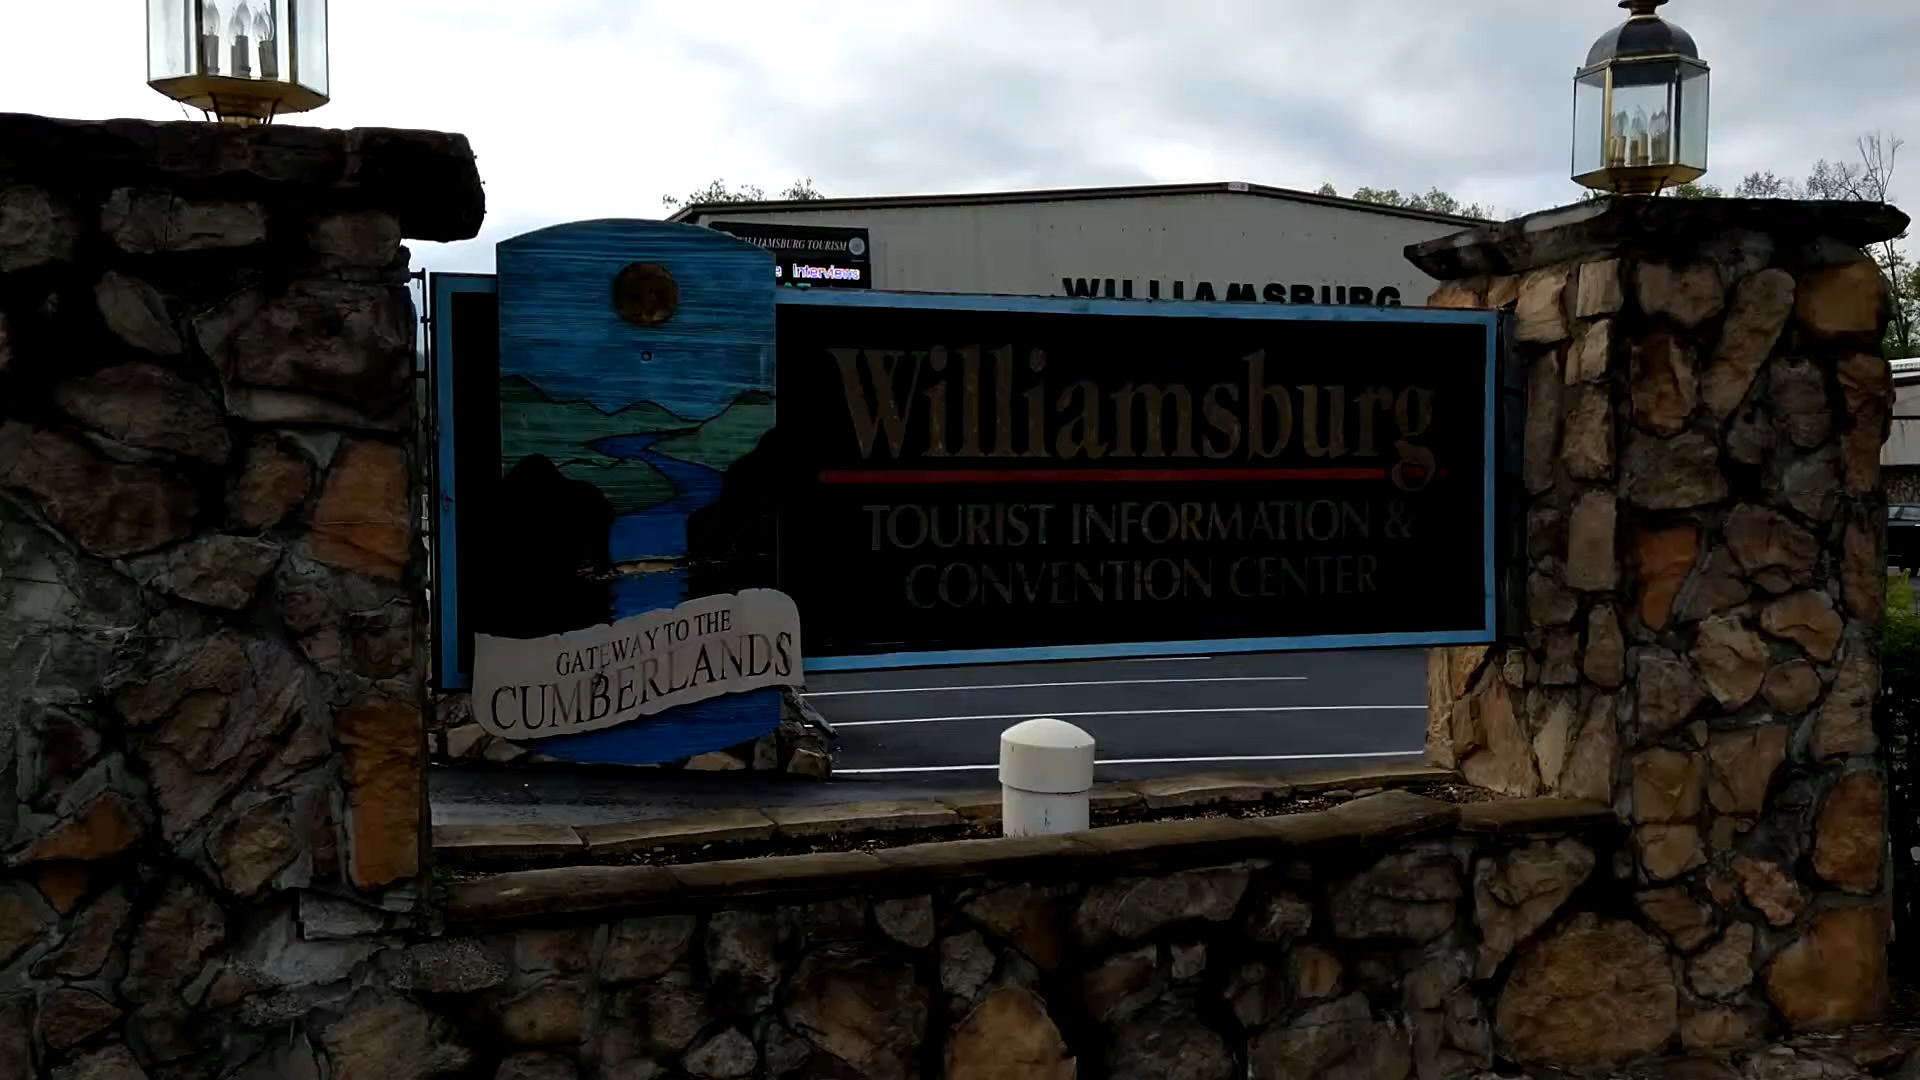 WILLIAMSBURG TOURISM
Interviews
WILLIAMSBURG
Williamsburg
TOURIST INFORMATION &
CONVENTION CENTER
GATEWAY TO THE
CUMBERLANDS